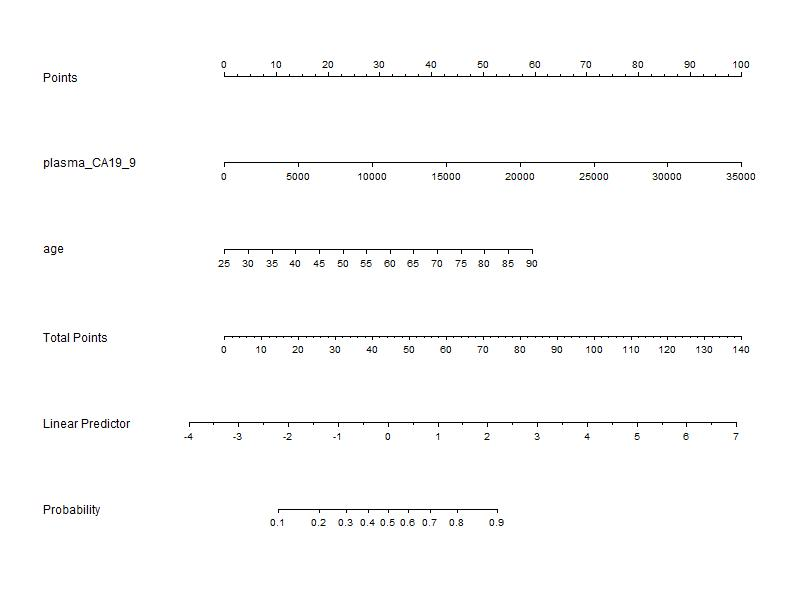 0 10 20 30 40 50 60 70 80 90 100
Points
plasma_CA19_9
0 5000 10000 15000 20000 25000 30000 35000
age
25 30 35 40 45 50 55 60 65 70 75 80 85 90
Total Points
0 10 20 30 40 50 60 70 80 90 100 110 120 130 140
Linear Predictor
-4 -3 -2 -1 0 1 2 3 4 5 6 7
Probability
0.1 0.2 0.3 0.4 0.5 0.6 0.7 0.8 0.9